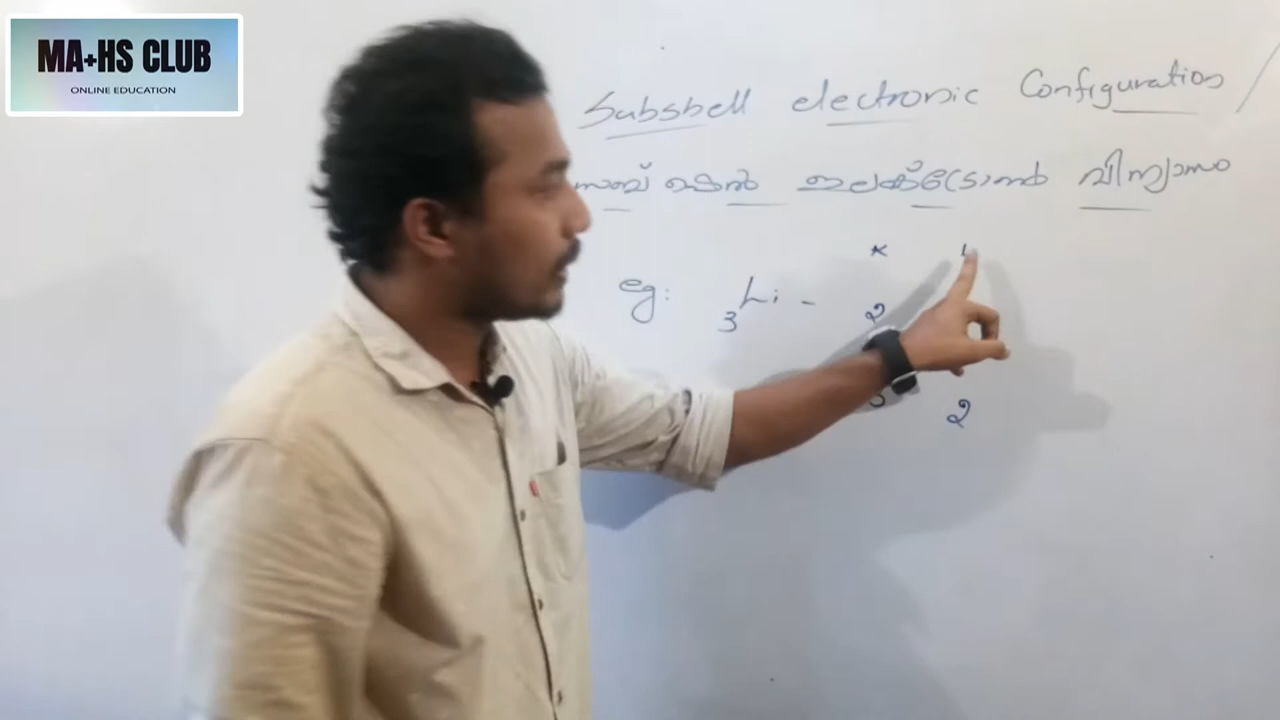 MA+HS CLUB
ONLINE EDUCATION
Subshell electronic Configuration /
സബ് ഷെൽ ഇലക്ട്രോൺ വിന്യാസം
K L
eg: 3Li - 2
2